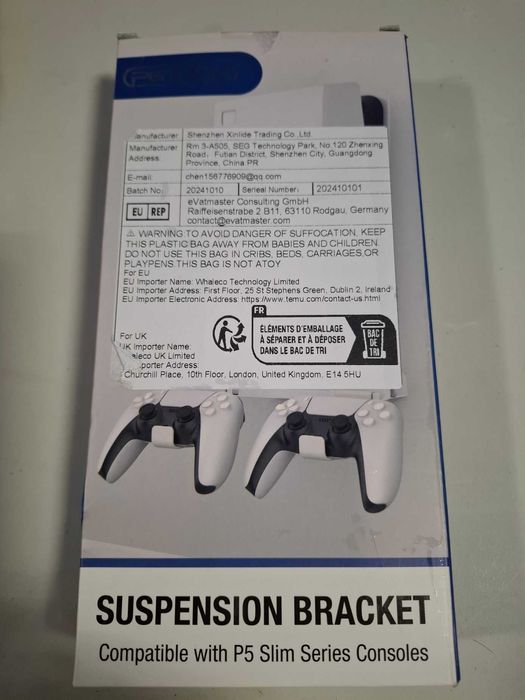 Manufacturer Shenzhen Xinlide Trading Co.,Ltd.
Manufacturer Address: Rm 3-A505, SEG Technology Park, No.120 Zhenxing
Road, Futian District, Shenzhen City, Guangdong
Province, China PR
E-mail: chen156776909@qq.com
Batch No. 20241010 Sereal Number: 202410101
EU REP
eVatmaster Consulting GmbH
Raiffeisenstrabe 2 B11, 63110 Rodgau, Germany
contact@evatmaster.com
⚠ WARNING TO AVOID DANGER OF SUFFOCATION, KEEP
THIS PLASTIC BAG AWAY FROM BABIES AND CHILDREN.
DO NOT USE THIS BAG IN CRIBS, BEDS, CARRIAGES,OR
PLAYPENS THIS BAG IS NOT ATOY
For EU
EU Importer Name: Whaleco Technology Limited
EU Importer Address: First Floor, 25 St Stephens Green, Dublin 2, Ireland
EU Importer Electronic Address: https://www.temu.com/contact-us.html
FR
ÉLÉMENTS D'EMBALLAGE
À SÉPARER ET À DÉPOSER
DANS LE BAC DE TRI
BAC
DE
TRI
For UK
UK Importer Name:
Whaleco UK Limited
porter Address:
Churchill Place, 10th Floor, London, United Kingdom, E14 5HU
SUSPENSION BRACKET
Compatible with P5 Slim Series Consoles